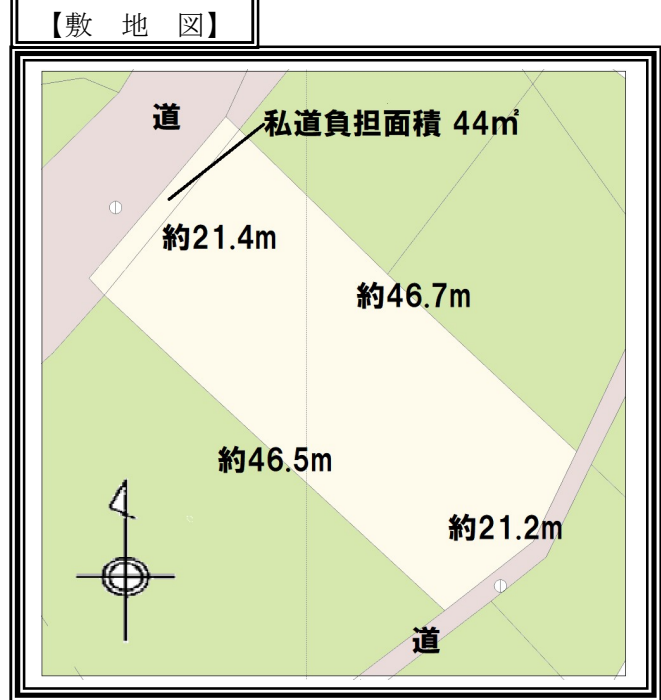 【敷 地 図】
道
私道負担面積 44㎡
約21.4m
約46.7m
約46.5m
約21.2m
道